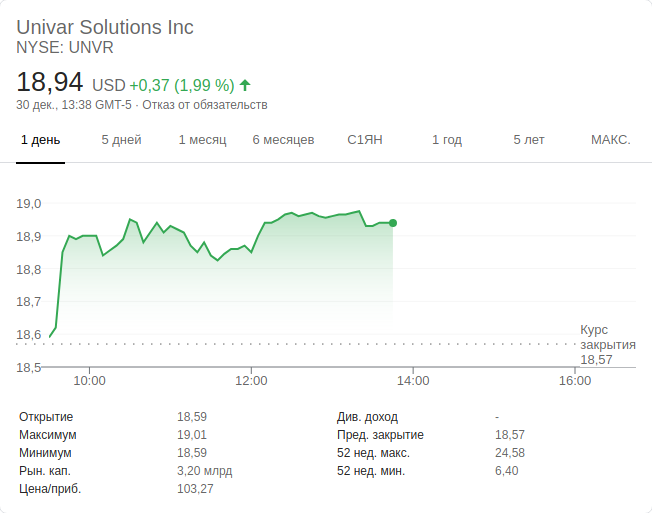 Univar Solutions Inc
NYSE: UNVR
18,94 USD +0,37 (1,99 %)
30 дек., 13:38 GMT-5 · Отказ от обязательств
1 день 5 дней 1 месяц 6 месяцев С1ЯН 1 год 5 лет МАКС.
19,0
18,9
18,8
18,7
18,6
18,5
Курс
закрытия
18,57
10:00 12:00 14:00 16:00
Открытие 18,59 Див. доход -
Максимум 19,01 Пред. закрытие 18,57
Минимум 18,59 52 нед. макс. 24,58
Рын. кап. 3,20 млрд 52 нед. мин. 6,40
Цена/приб. 103,27